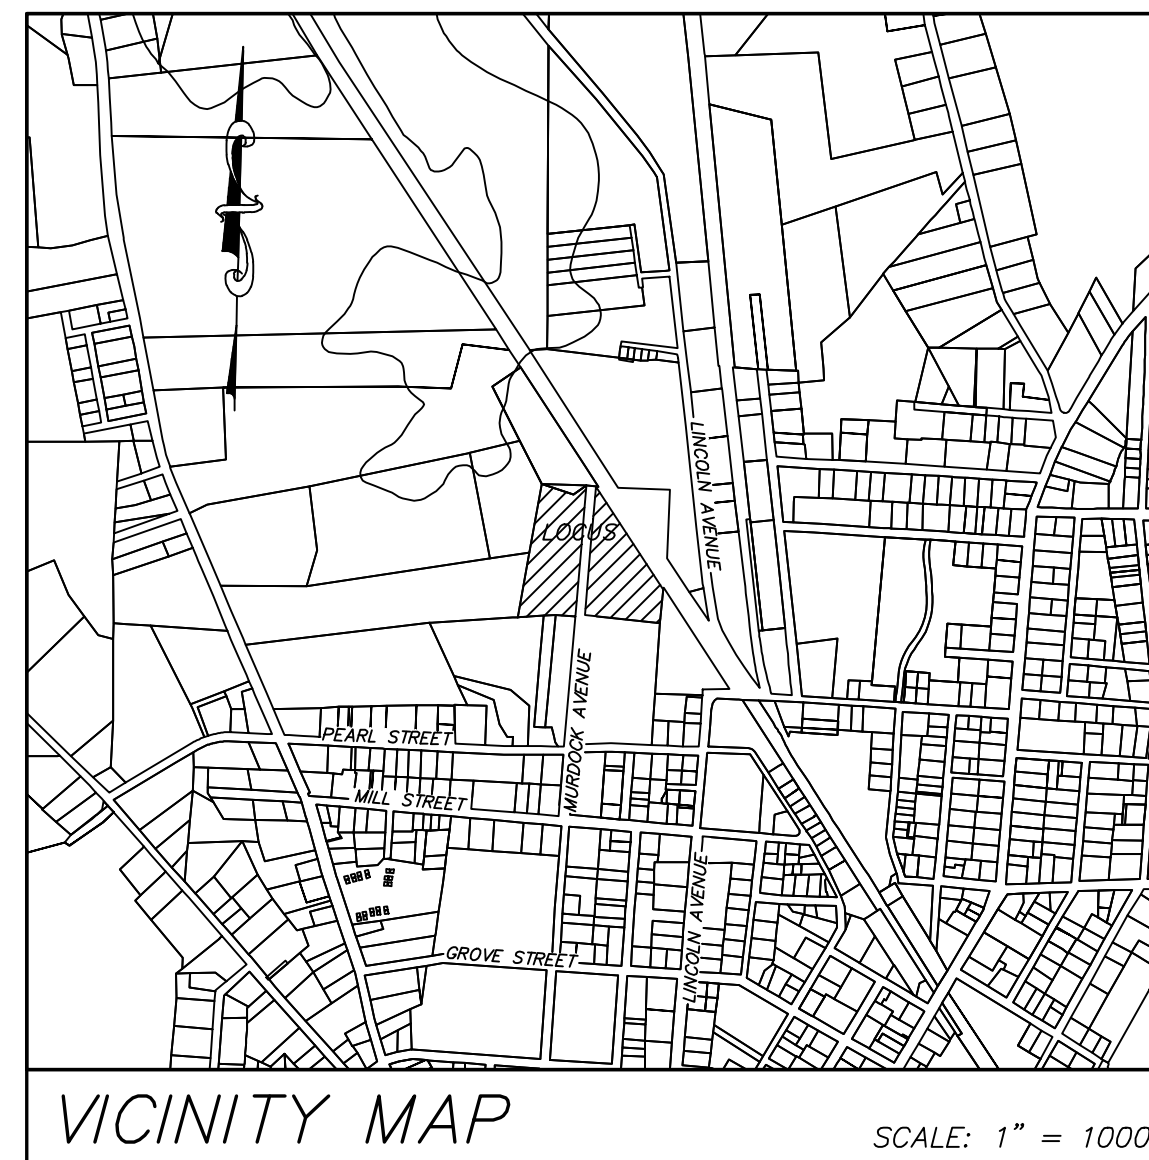 LINCOLN AVENUE
LOCUS
MURDOCK AVENUE
PEARL STREET
MILL STREET
LINCOLN AVENUE
GROVE STREET
VICINITY MAP
SCALE: 1" = 1000